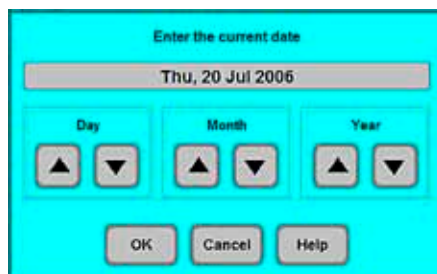 Enter the current date
Thu, 20 Jul 2006
Day Month Year
OK Cancel Help